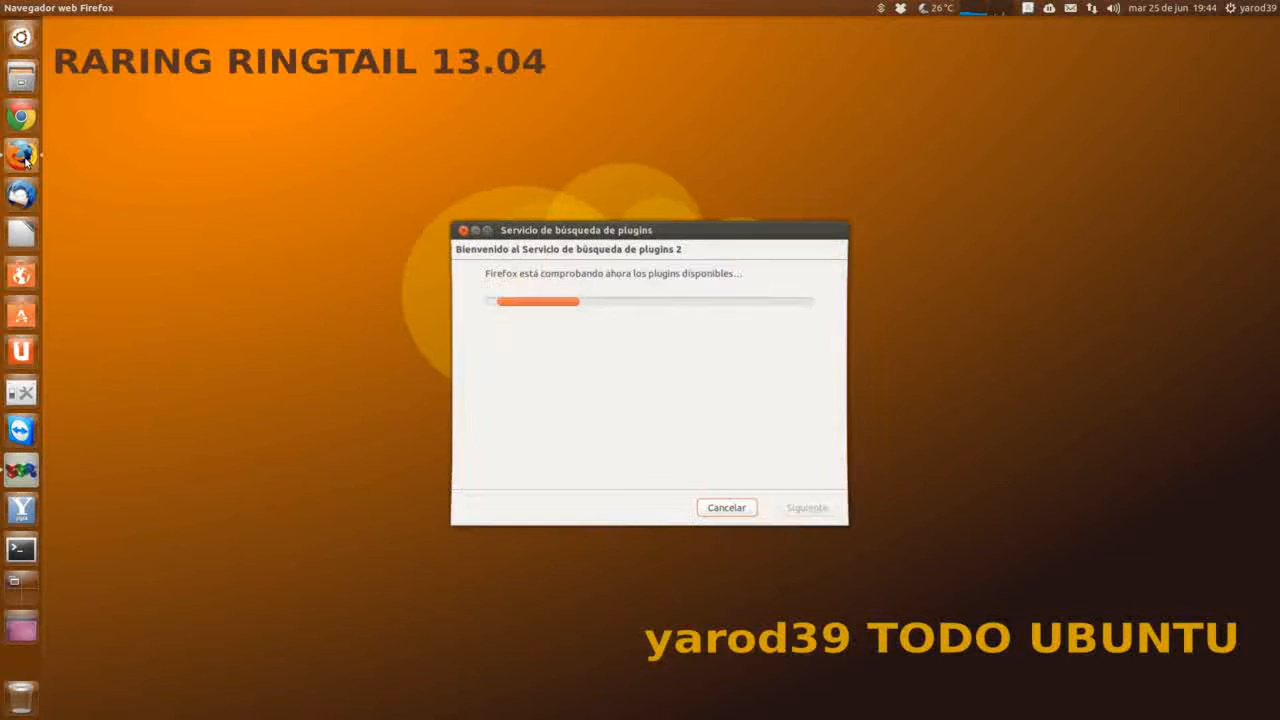 Navegador web Firefox
26 °C
mar 25 de jun 19:44
yarod39
RARING RINGTAIL 13.04
Servicio de búsqueda de plugins
Bienvenido al Servicio de búsqueda de plugins 2
Firefox está comprobando ahora los plugins disponibles...
Cancelar
Siguiente
yarod39 TODO UBUNTU